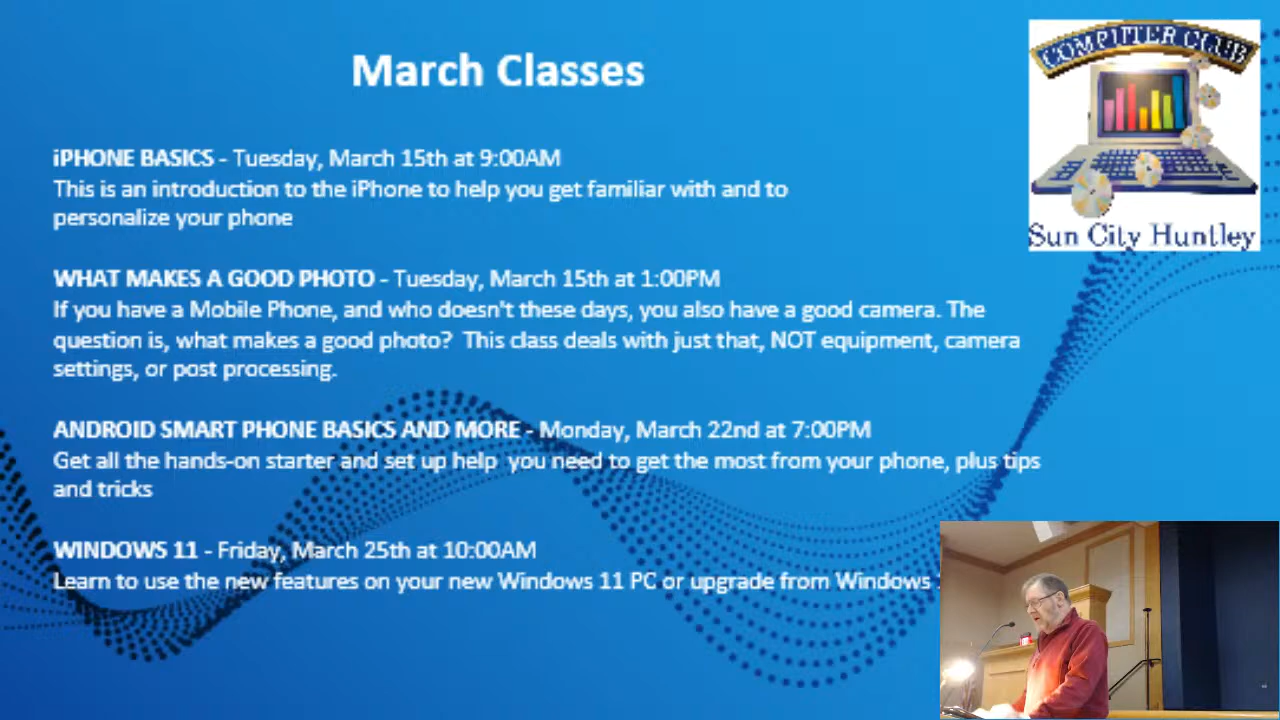 March Classes
COMPUTER CLUB
Sun City Huntley
iPHONE BASICS - Tuesday, March 15th at 9:00AM
This is an introduction to the iPhone to help you get familiar with and to
personalize your phone
WHAT MAKES A GOOD PHOTO - Tuesday, March 15th at 1:00PM
If you have a Mobile Phone, and who doesn't these days, you also have a good camera. The
question is, what makes a good photo?  This class deals with just that, NOT equipment, camera
settings, or post processing.
ANDROID SMART PHONE BASICS AND MORE - Monday, March 22nd at 7:00PM
Get all the hands-on starter and set up help  you need to get the most from your phone, plus tips
and tricks
WINDOWS 11 - Friday, March 25th at 10:00AM
Learn to use the new features on your new Windows 11 PC or upgrade from Windows